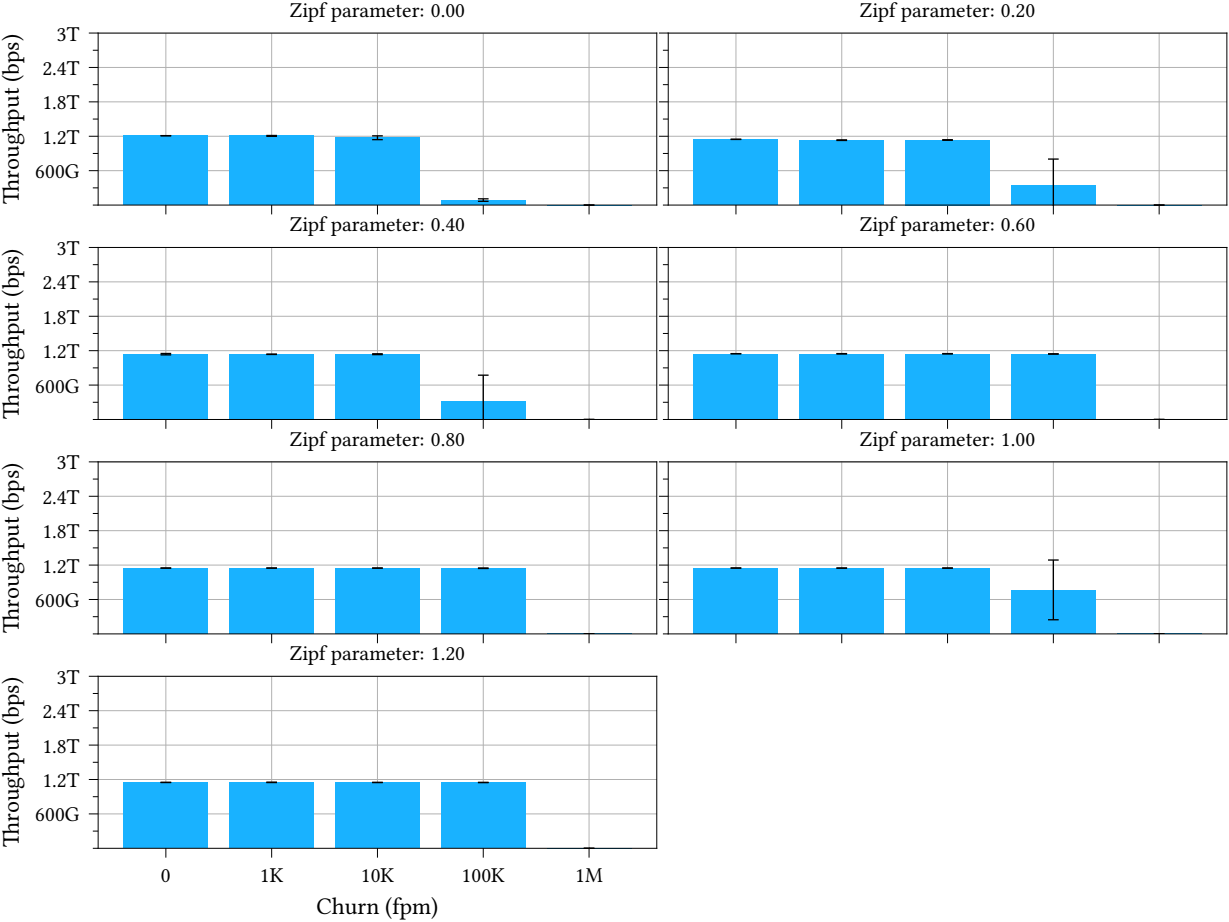 Zipf parameter: 0.00
Zipf parameter: 0.20
3T
2.4T
1.8T
1.2T
600G
Throughput (bps)
Zipf parameter: 0.40
Zipf parameter: 0.60
3T
2.4T
1.8T
1.2T
600G
Throughput (bps)
Zipf parameter: 0.80
Zipf parameter: 1.00
3T
2.4T
1.8T
1.2T
600G
Throughput (bps)
Zipf parameter: 1.20
3T
2.4T
1.8T
1.2T
600G
Throughput (bps)
0 1K 10K 100K 1M
Churn (fpm)